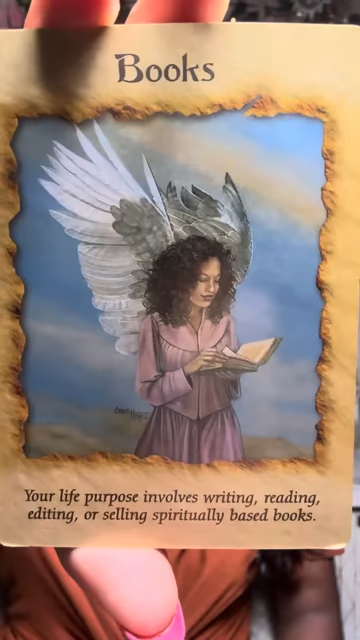 Books
Your life purpose involves writing, reading,
editing, or selling spiritually based books.